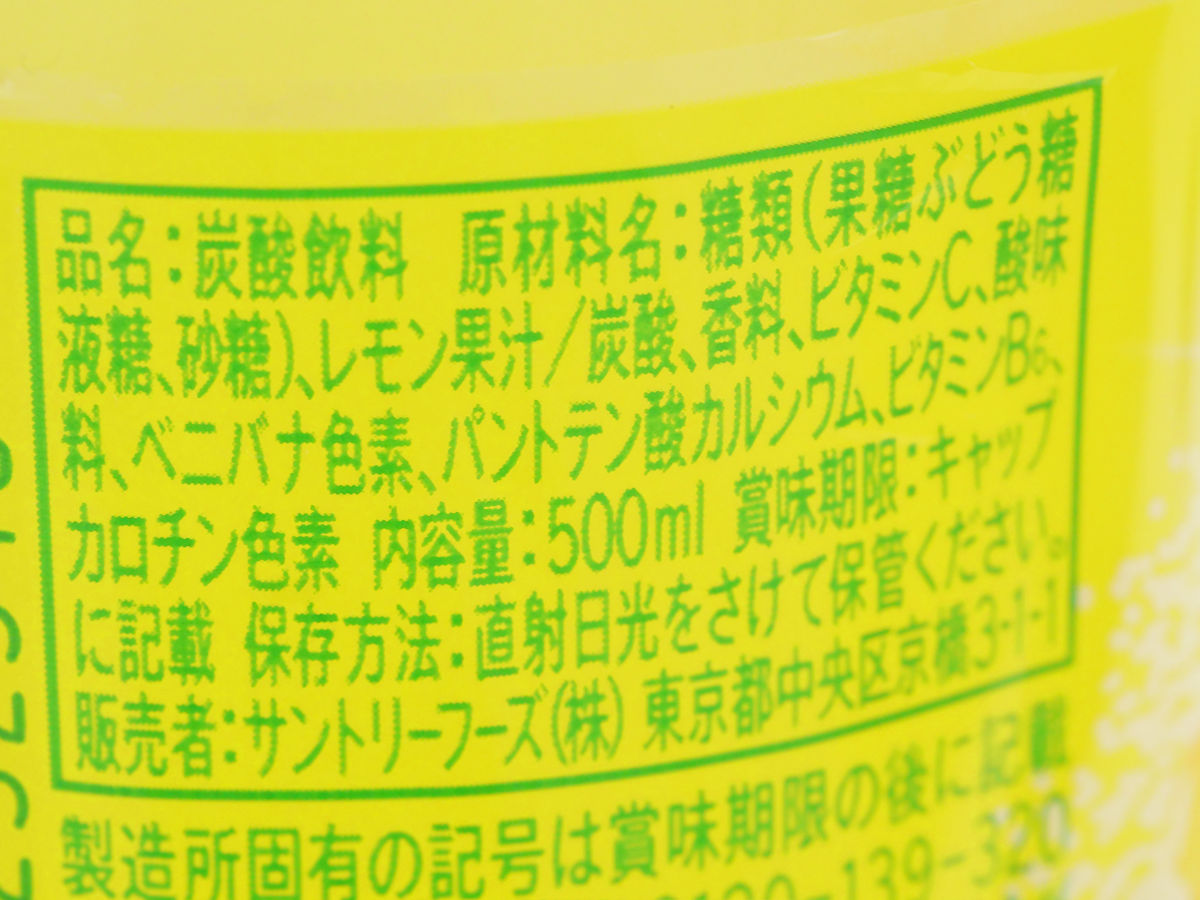 品名：炭酸飲料　原材料名：糖類（果糖ぶどう糖
液糖、砂糖）、レモン果汁／炭酸、香料、ビタミンC、酸味
料、ベニバナ色素、パントテン酸カルシウム、ビタミンB6、
カロチン色素　内容量：500ml　賞味期限：キャップ
に記載　保存方法：直射日光をさけて保管ください。
販売者：サントリーフーズ（株）　東京都中央区京橋3-1-1
製造所固有の記号は賞味期限の後に記載
0120-139-320